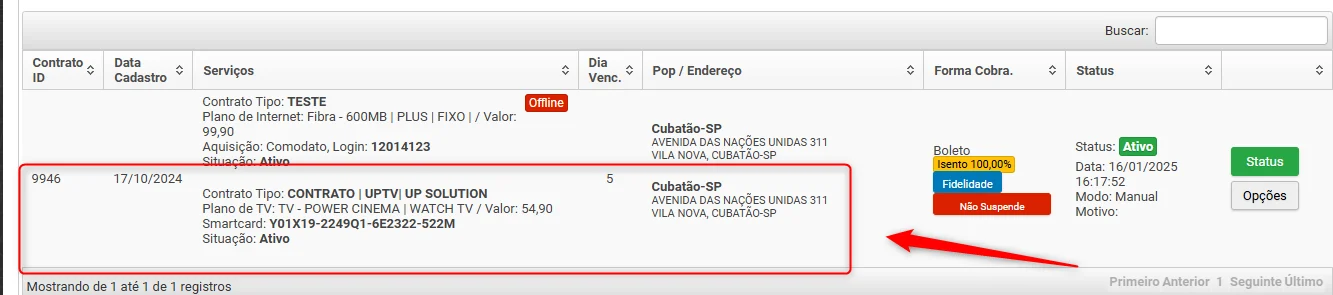 Buscar:
Contrato ID
Data Cadastro
Serviços
Dia Venc.
Pop / Endereço
Forma Cobra.
Status
9946
17/10/2024
Contrato Tipo: TESTE
Offline
Plano de Internet: Fibra - 600MB | PLUS | FIXO | / Valor:
99,90
Aquisição: Comodato, Login: 12014123
Situação: Ativo
Contrato Tipo: CONTRATO | UPTV| UP SOLUTION
Plano de TV: TV - POWER CINEMA | WATCH TV / Valor: 54,90
Smartcard: Y01X19-2249Q1-6E2322-522M
Situação: Ativo
5
Cubatão-SP
AVENIDA DAS NAÇÕES UNIDAS 311
VILA NOVA, CUBATÃO-SP
Cubatão-SP
AVENIDA DAS NAÇÕES UNIDAS 311
VILA NOVA, CUBATÃO-SP
Boleto
Isento 100,00%
Fidelidade
Não Suspende
Status: Ativo
Data: 16/01/2025
16:17:52
Modo: Manual
Motivo:
Status
Opções
Mostrando de 1 até 1 de 1 registros
Primeiro Anterior 1 Seguinte Último